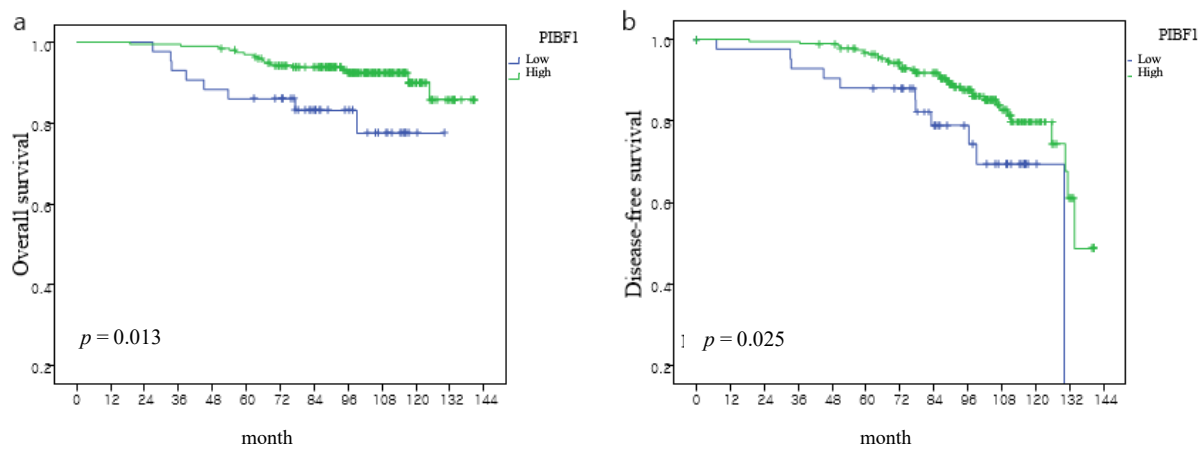 a
PIBF1
Low
High
Overall survival
1.0
0.8
0.6
0.4
0.2
p = 0.013
0 12 24 36 48 60 72 84 96 108 120 132 144
month
b
PIBF1
Low
High
Disease-free survival
1.0
0.8
0.6
0.4
0.2
p = 0.025
0 12 24 36 48 60 72 84 96 108 120 132 144
month